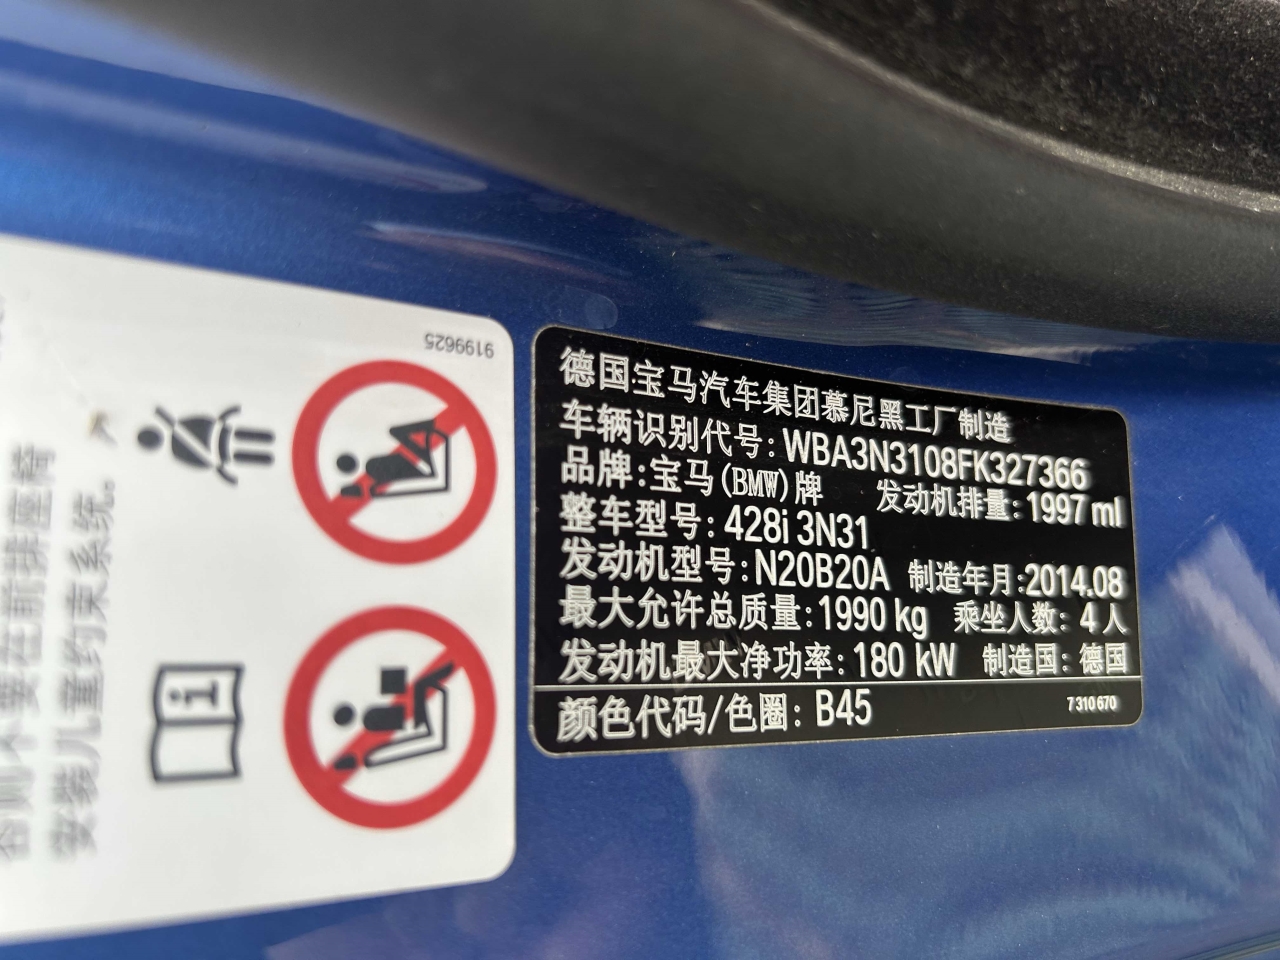 9199625
安装儿童约束系统。
德国宝马汽车集团慕尼黑工厂制造
车辆识别代号: WBA3N3108FK327366
品牌:宝马(BMW)牌 发动机排量: 1997 ml
整车型号: 428i 3N31
发动机型号: N20B20A 制造年月:2014.08
最大允许总质量: 1990 kg 乘坐人数: 4 人
发动机最大净功率: 180 kW 制造国: 德国
颜色代码/色圈: B45 7 310 670